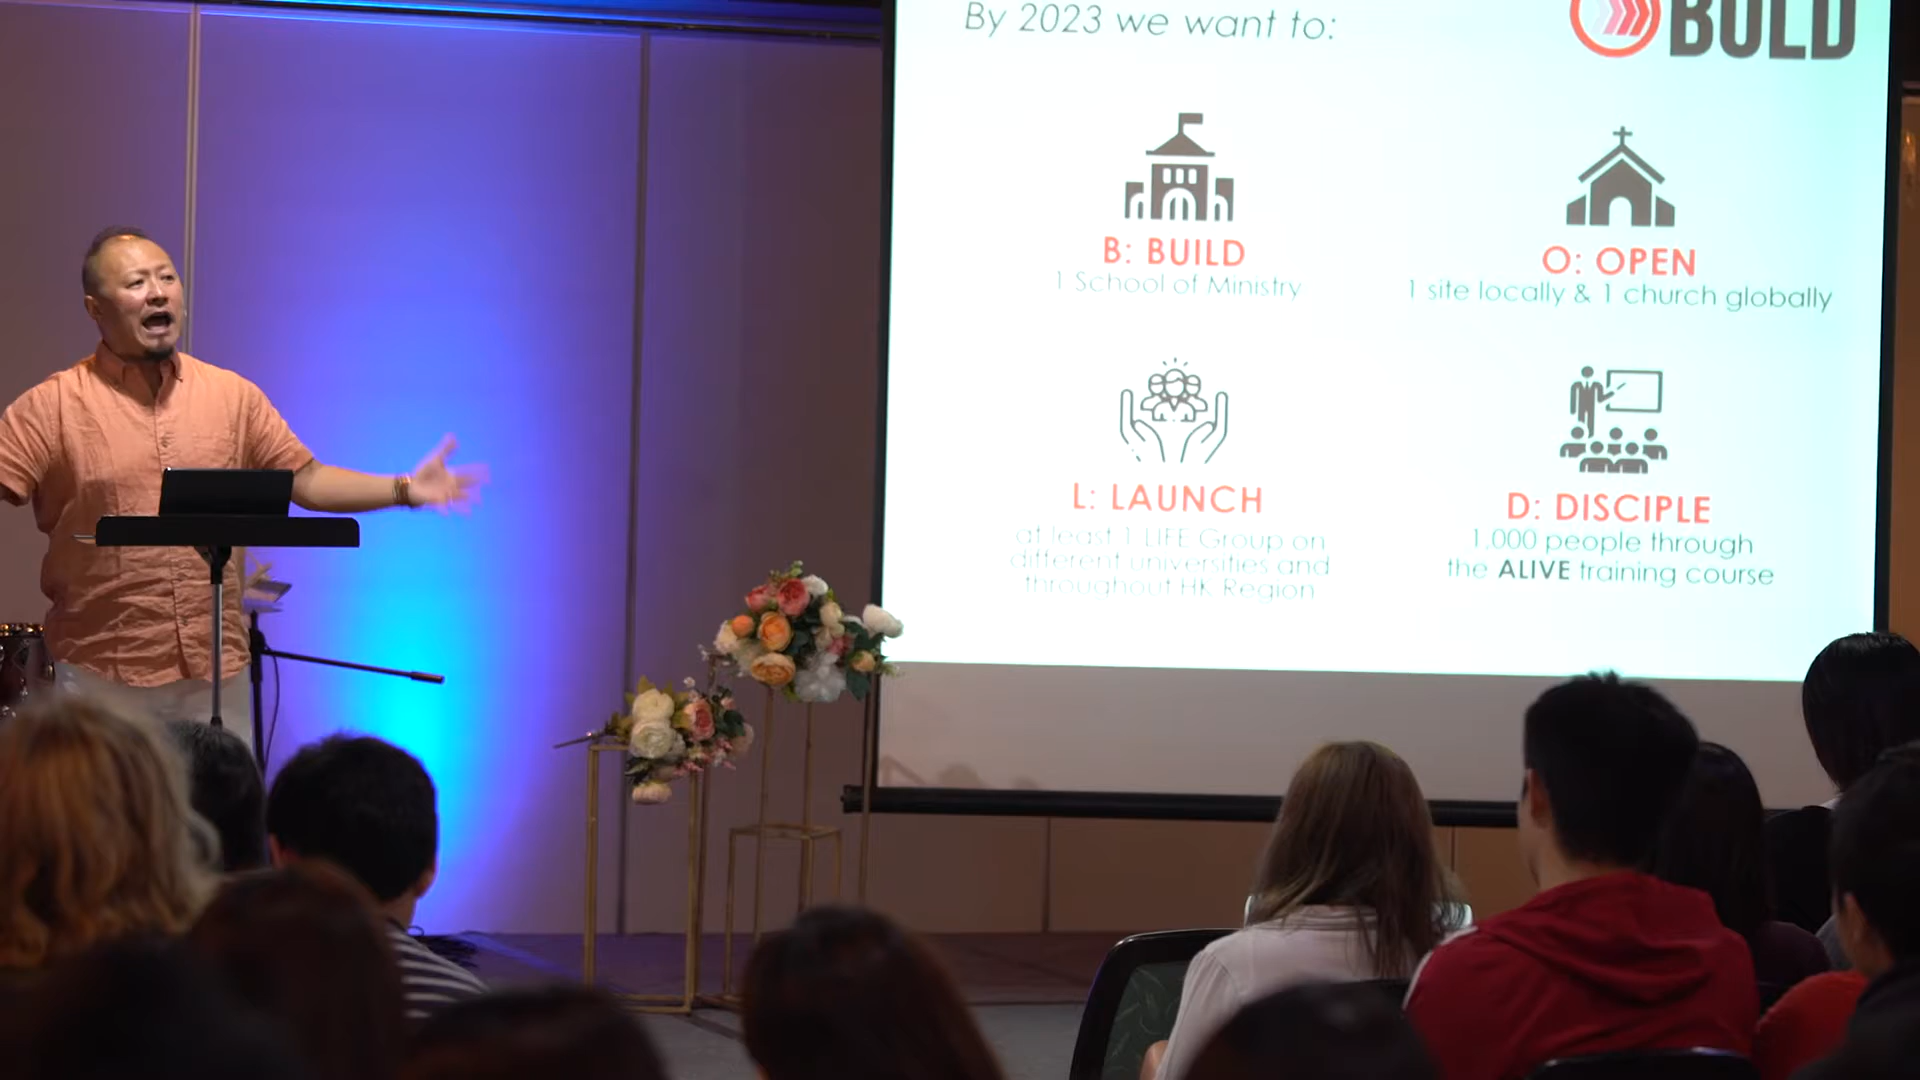 By 2023 we want to:
BOLD
B: BUILD
1 School of Ministry
O: OPEN
1 site locally & 1 church globally
L: LAUNCH
at least 1 LIFE Group on
different universities and
throughout HK Region
D: DISCIPLE
1,000 people through
the ALIVE training course